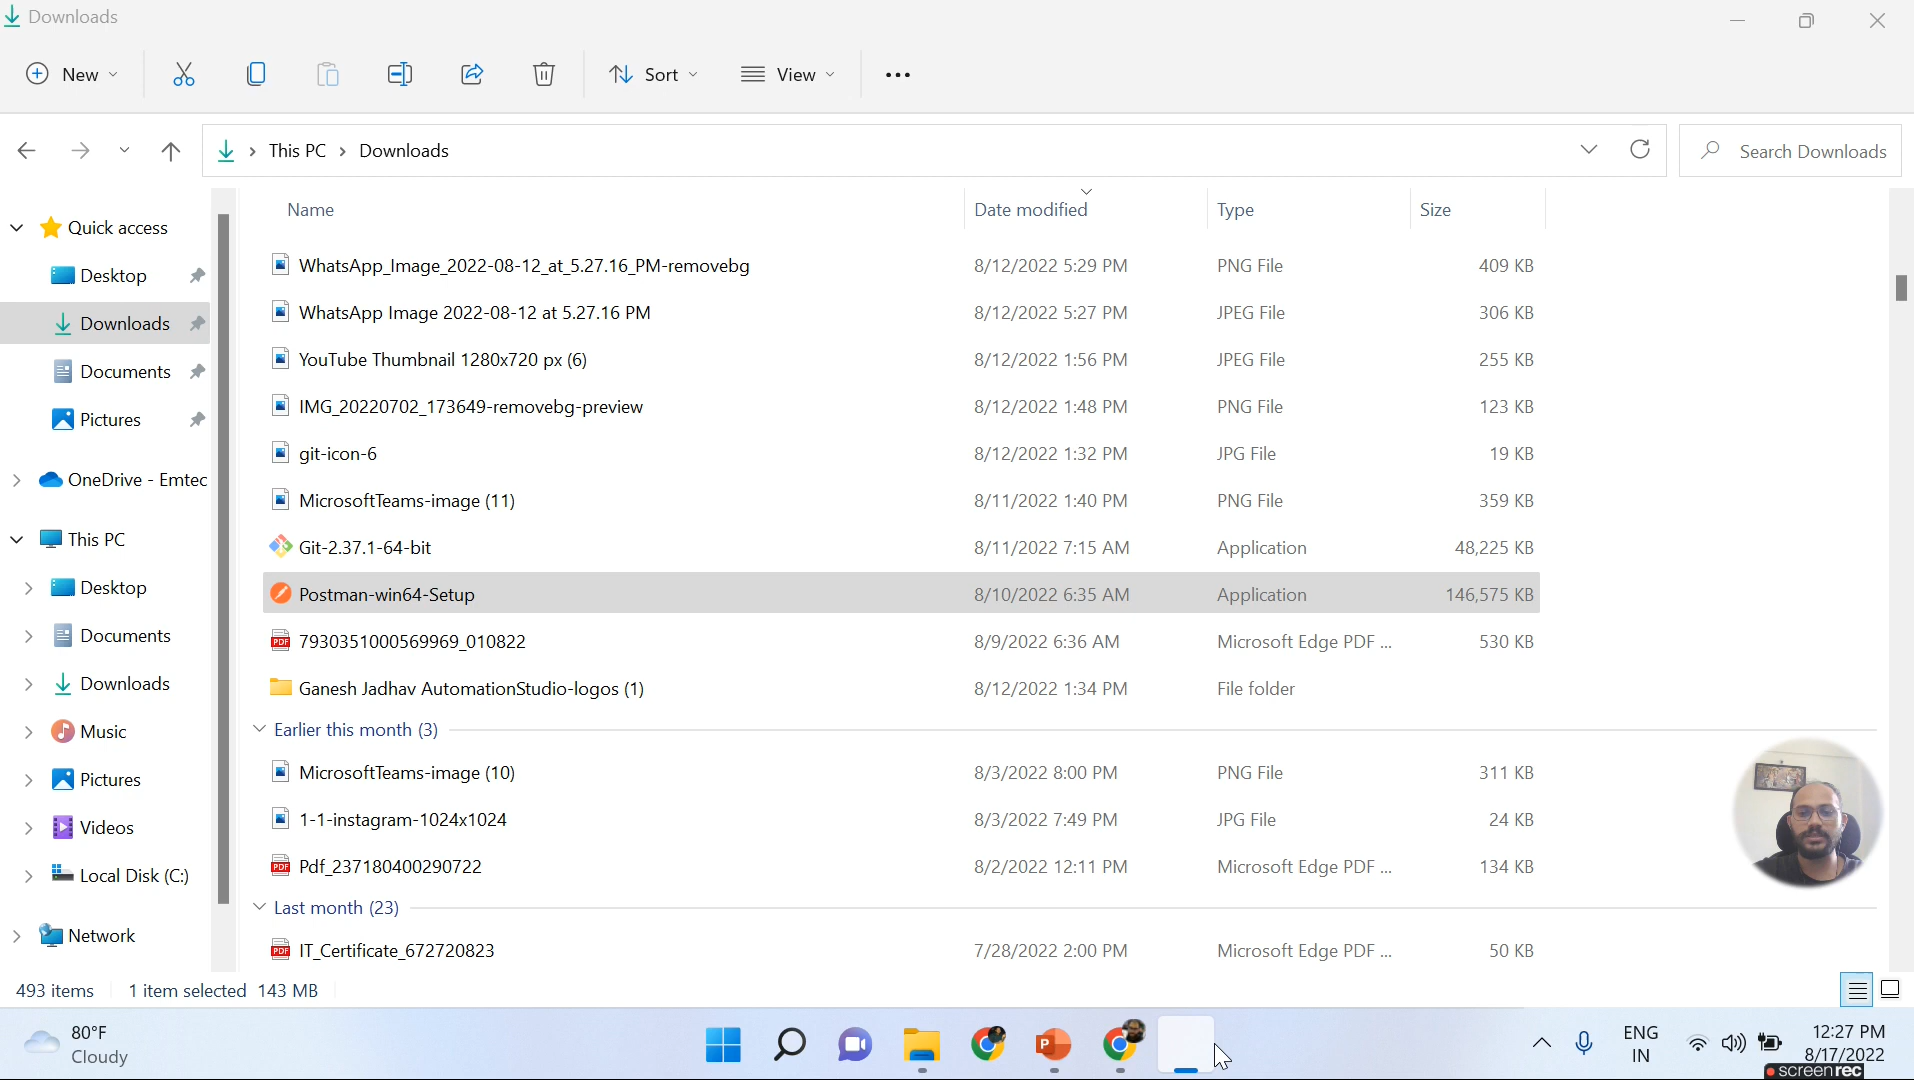 Downloads
New
Sort
View
This PC
Downloads
Search Downloads
Name
Date modified
Type
Size
Quick access
Desktop
Downloads
Documents
Pictures
OneDrive - Emtec
This PC
Desktop
Documents
Downloads
Music
Pictures
Videos
Local Disk (C:)
Network
WhatsApp_Image_2022-08-12_at_5.27.16_PM-removebg 8/12/2022 5:29 PM PNG File 409 KB
WhatsApp Image 2022-08-12 at 5.27.16 PM 8/12/2022 5:27 PM JPEG File 306 KB
YouTube Thumbnail 1280x720 px (6) 8/12/2022 1:56 PM JPEG File 255 KB
IMG_20220702_173649-removebg-preview 8/12/2022 1:48 PM PNG File 123 KB
git-icon-6 8/12/2022 1:32 PM JPG File 19 KB
MicrosoftTeams-image (11) 8/11/2022 1:40 PM PNG File 359 KB
Git-2.37.1-64-bit 8/11/2022 7:15 AM Application 48,225 KB
Postman-win64-Setup 8/10/2022 6:35 AM Application 146,575 KB
PDF 7930351000569969_010822 8/9/2022 6:36 AM Microsoft Edge PDF ... 530 KB
Ganesh Jadhav AutomationStudio-logos (1) 8/12/2022 1:34 PM File folder
Earlier this month (3)
MicrosoftTeams-image (10) 8/3/2022 8:00 PM PNG File 311 KB
1-1-instagram-1024x1024 8/3/2022 7:49 PM JPG File 24 KB
PDF Pdf_237180400290722 8/2/2022 12:11 PM Microsoft Edge PDF ... 134 KB
Last month (23)
PDF IT_Certificate_672720823 7/28/2022 2:00 PM Microsoft Edge PDF ... 50 KB
493 items 1 item selected 143 MB
80°F
Cloudy
P
ENG
IN
12:27 PM
8/17/2022
screenrec